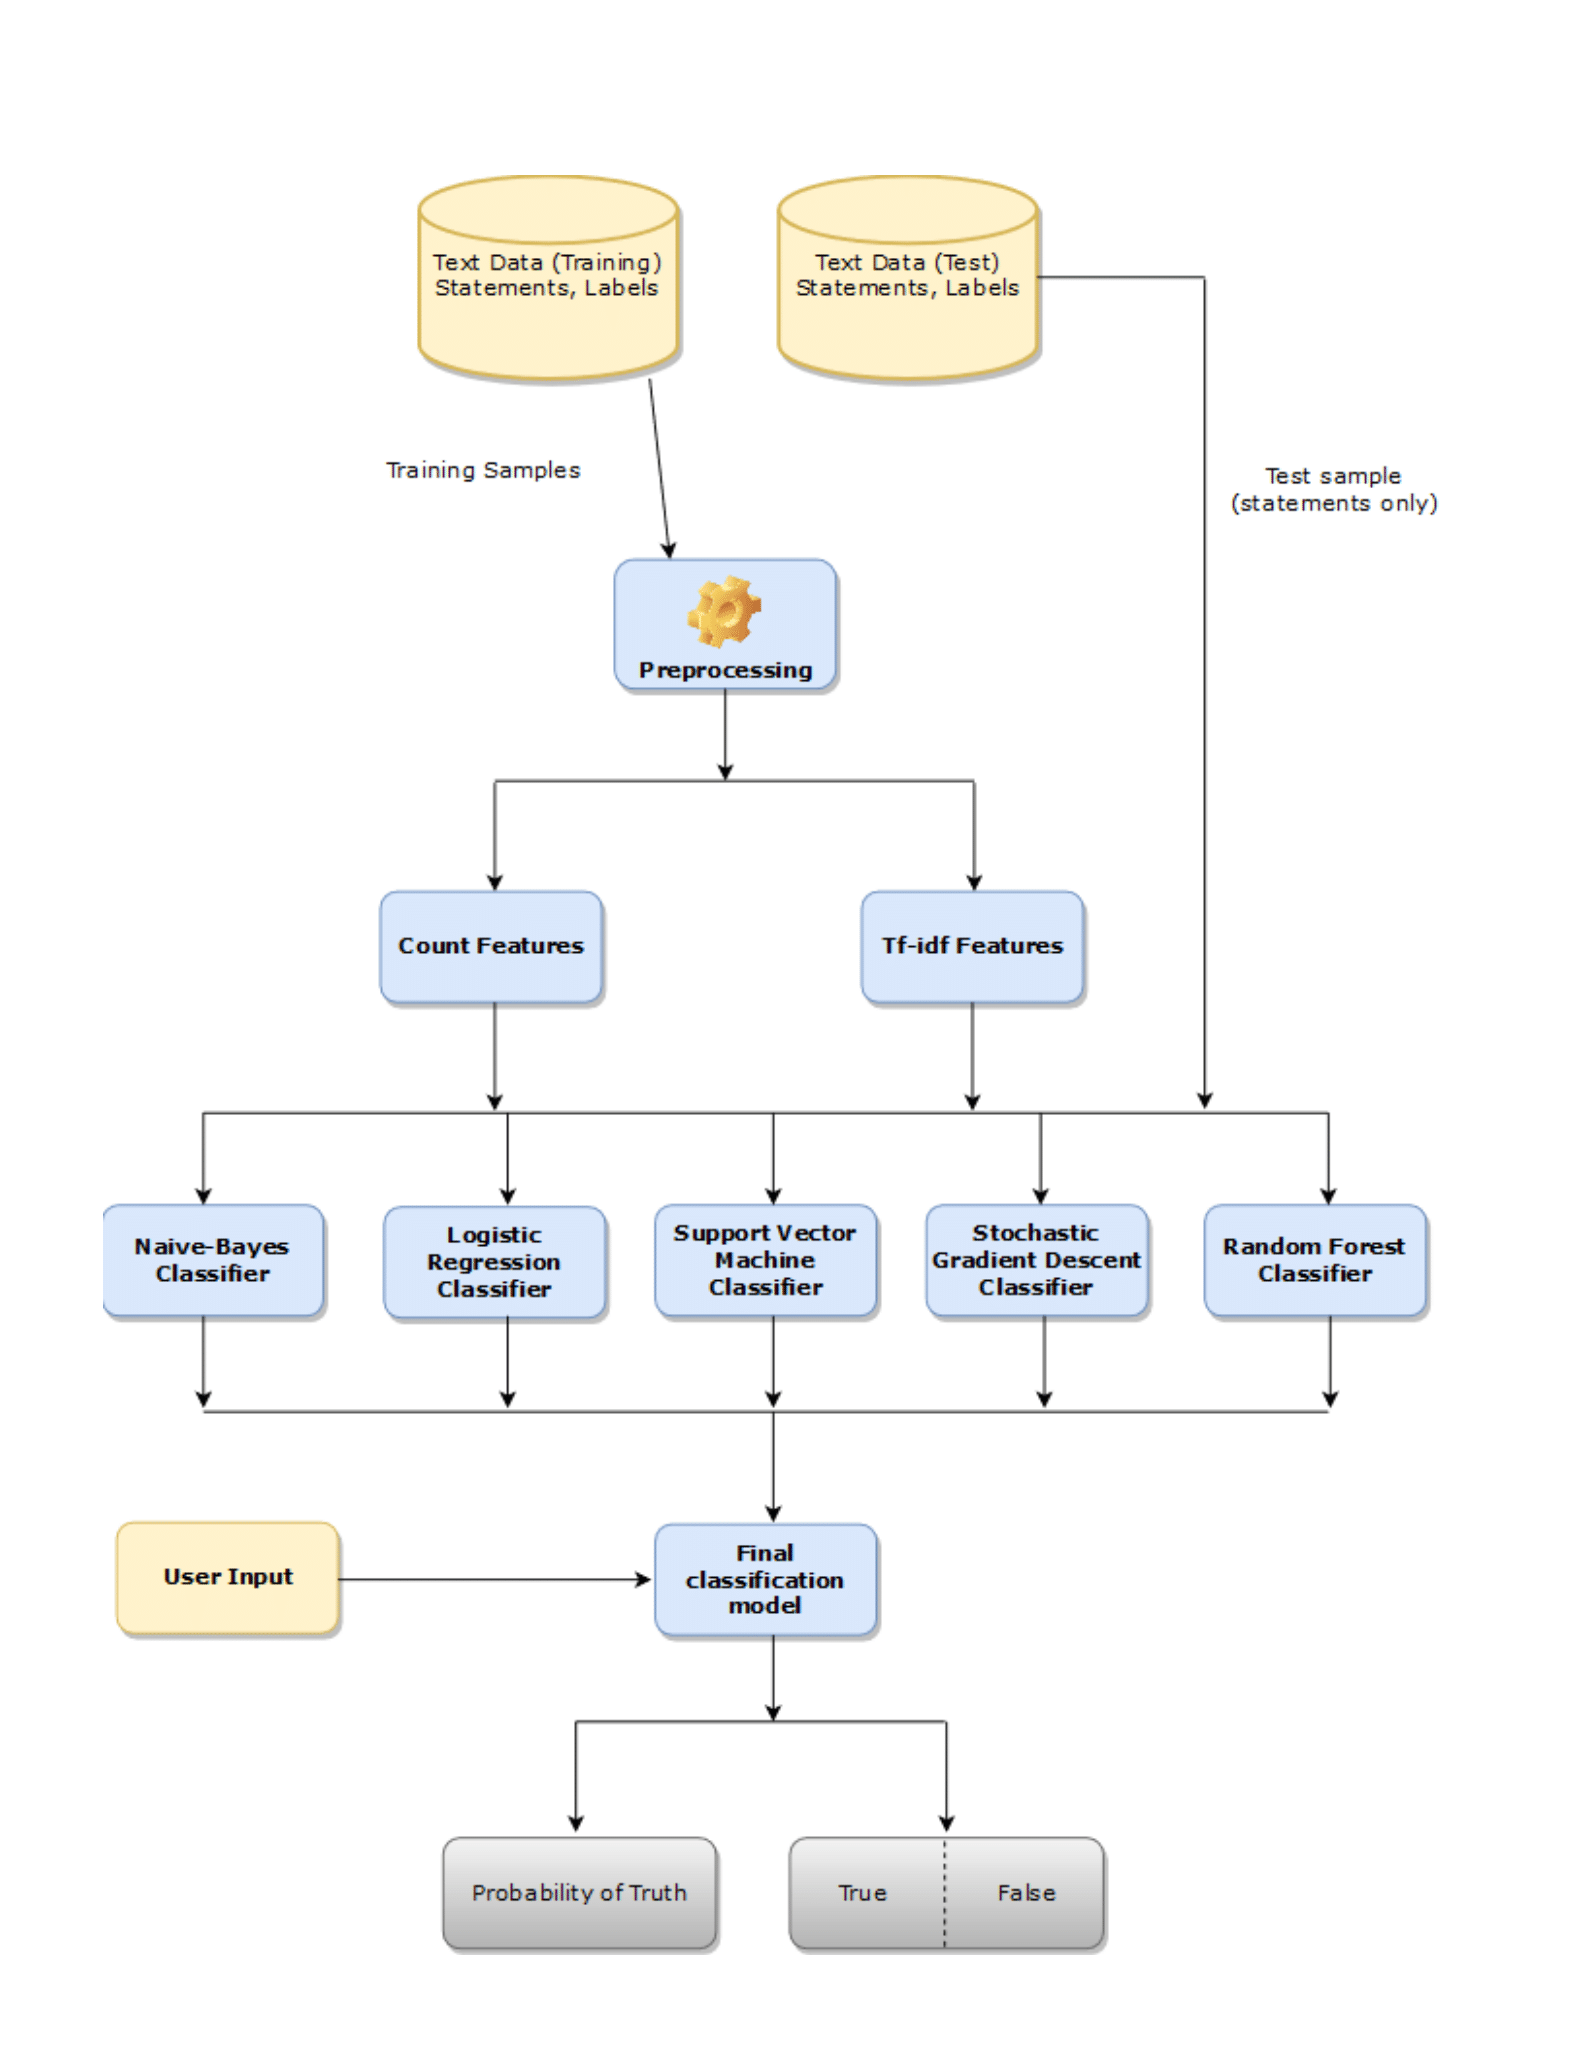 Text Data (Training)
Statements, Labels
Text Data (Test)
Statements, Labels
Training Samples
Test sample
(statements only)
Preprocessing
Count Features
Tf-idf Features
Naive-Bayes
Classifier
Logistic
Regression
Classifier
Support Vector
Machine
Classifier
Stochastic
Gradient Descent
Classifier
Random Forest
Classifier
User Input
Final
classification
model
Probability of Truth
True
False